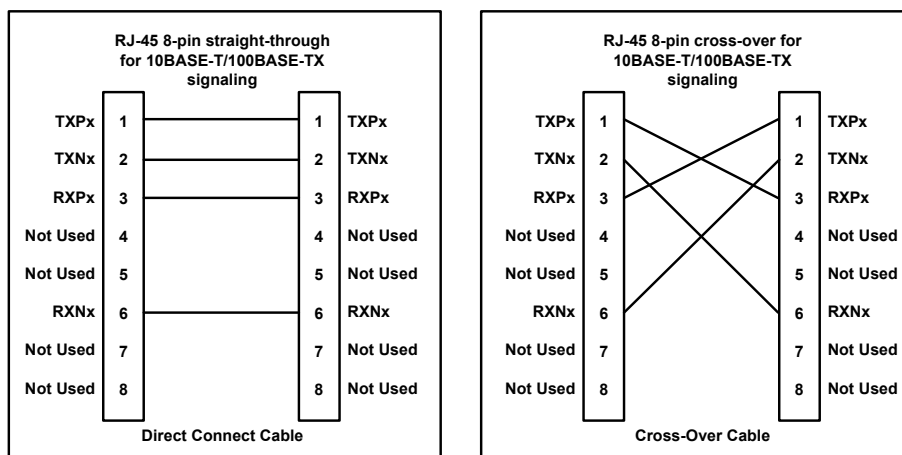 RJ-45 8-pin straight-through
for 10BASE-T/100BASE-TX
signaling
TXPx 1 1 TXPx
TXNx 2 2 TXNx
RXPx 3 3 RXPx
Not Used 4 4 Not Used
Not Used 5 5 Not Used
RXNx 6 6 RXNx
Not Used 7 7 Not Used
Not Used 8 8 Not Used
Direct Connect Cable
RJ-45 8-pin cross-over for
10BASE-T/100BASE-TX
signaling
TXPx 1 1 TXPx
TXNx 2 2 TXNx
RXPx 3 3 RXPx
Not Used 4 4 Not Used
Not Used 5 5 Not Used
RXNx 6 6 RXNx
Not Used 7 7 Not Used
Not Used 8 8 Not Used
Cross-Over Cable